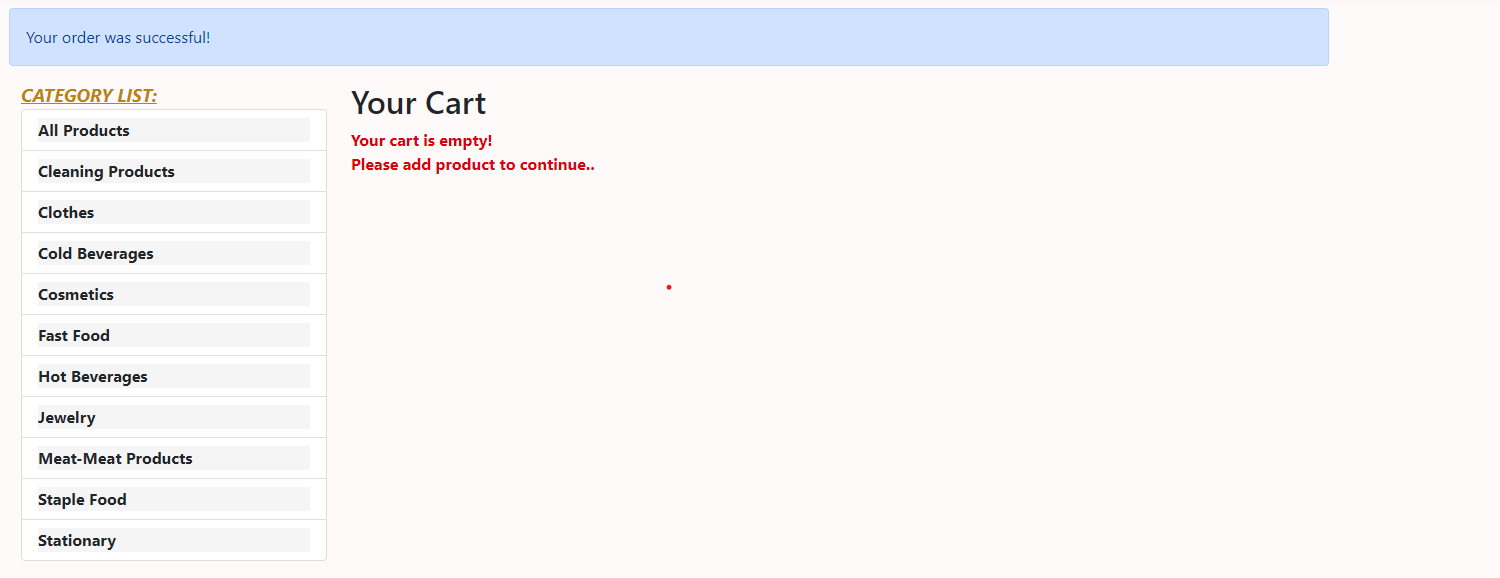 Your order was successful!
CATEGORY LIST:
All Products
Cleaning Products
Clothes
Cold Beverages
Cosmetics
Fast Food
Hot Beverages
Jewelry
Meat-Meat Products
Staple Food
Stationary
Your Cart
Your cart is empty!
Please add product to continue..